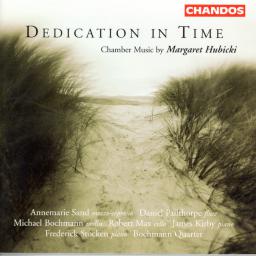 CHANDOS
DEDICATION IN TIME
Chamber Music by Margaret Hubicki
Annemarie Sand mezzo-soprano Daniel Pailthorpe flute
Michael Bochmann violin Robert Max cello James Kirby piano
Frederick Stocken piano Bochmann Quartet